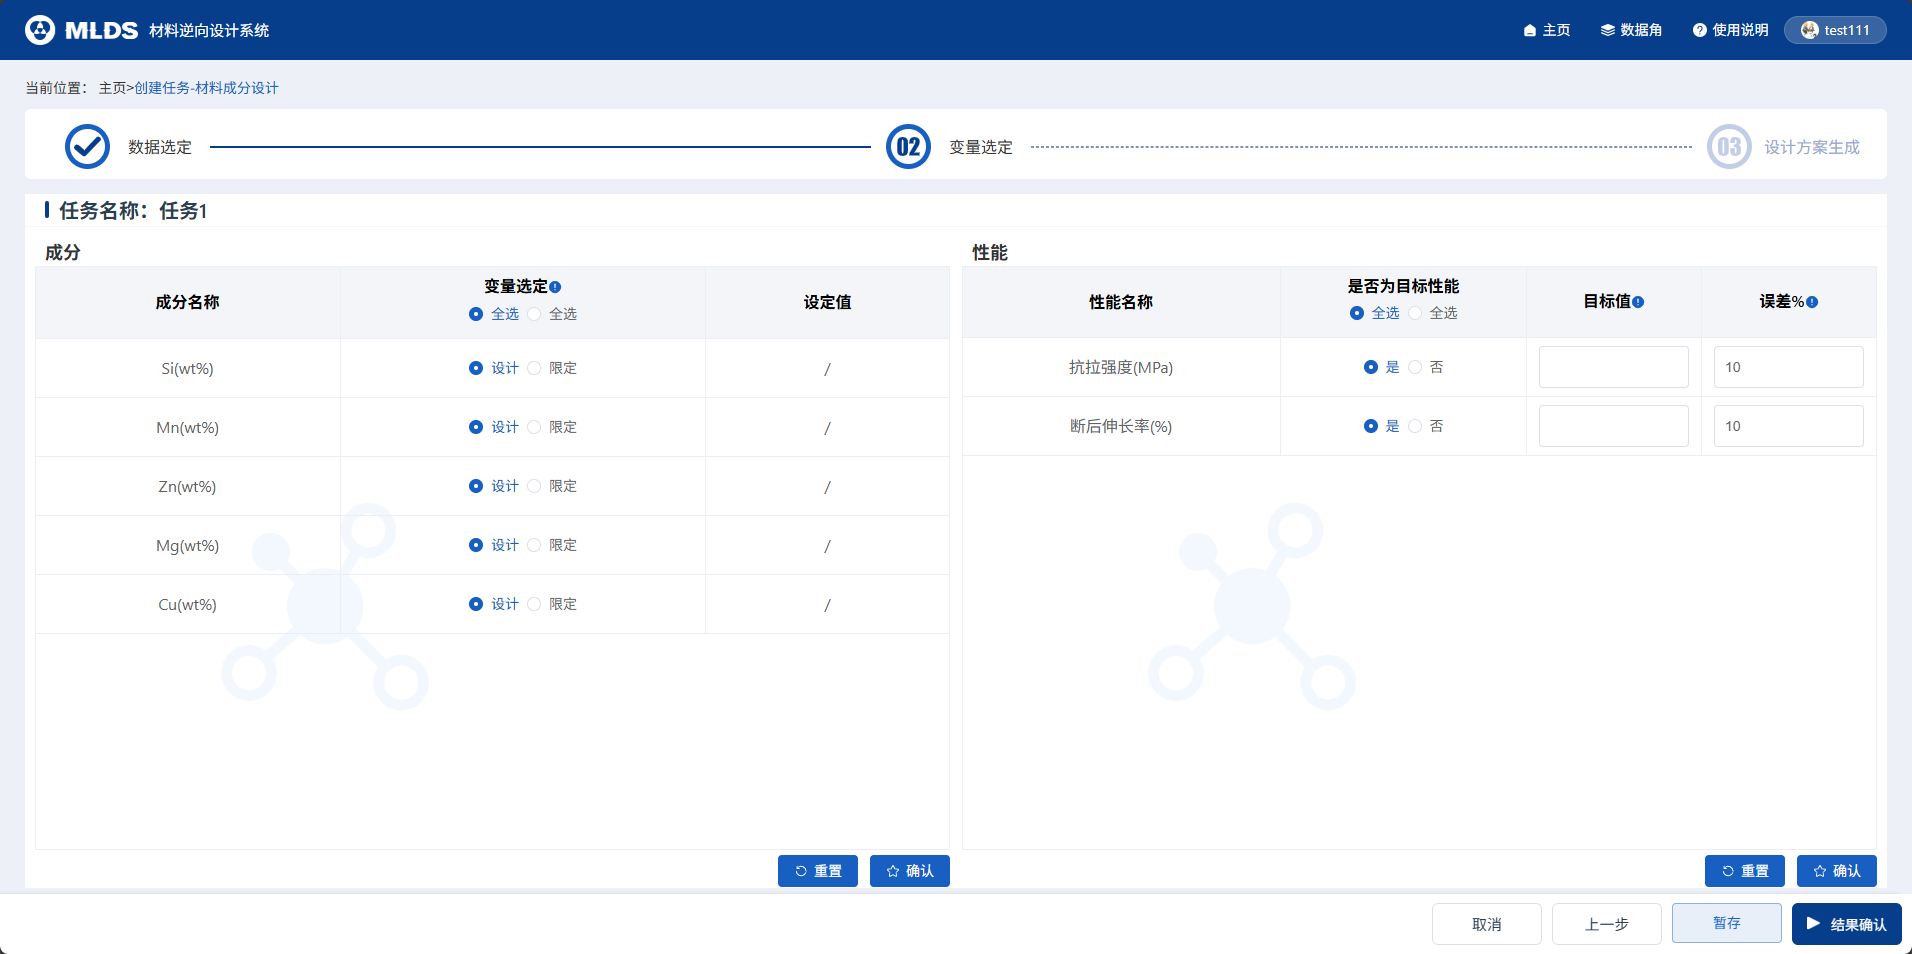 MLDS 材料逆向设计系统
主页 数据角 使用说明 test111
当前位置： 主页>创建任务-材料成分设计
数据选定 02 变量选定 03 设计方案生成
任务名称：任务1
成分
成分名称 变量选定 设定值
全选 全选
Si(wt%) 设计 限定 /
Mn(wt%) 设计 限定 /
Zn(wt%) 设计 限定 /
Mg(wt%) 设计 限定 /
Cu(wt%) 设计 限定 /
重置 确认
性能
性能名称 是否为目标性能 目标值 误差%
全选 全选
抗拉强度(MPa) 是 否 10
断后伸长率(%) 是 否 10
重置 确认
取消 上一步 暂存 结果确认